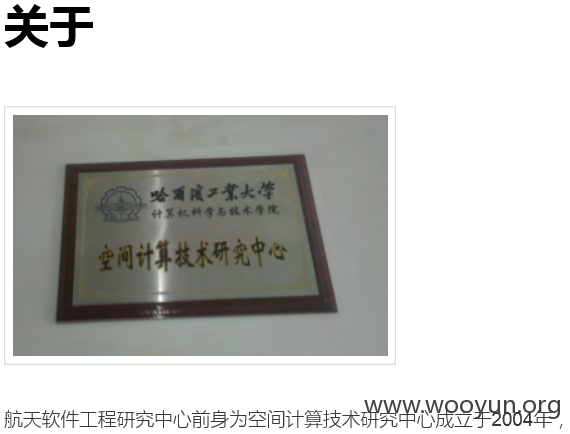 关于
哈尔滨工业大学
计算机科学与技术学院
空间计算技术研究中心
www.wooyun.org
航天软件工程研究中心前身为空间计算技术研究中心成立于2004年，